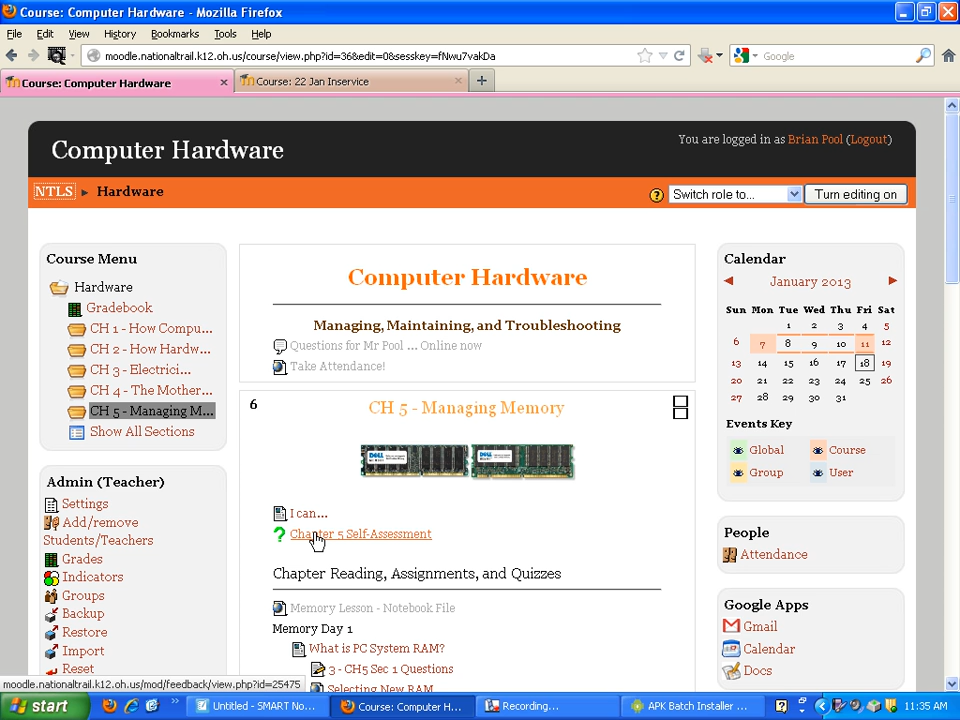 Course: Computer Hardware - Mozilla Firefox
File Edit View History Bookmarks Tools Help
moodle.nationaltrail.k12.oh.us/course/view.php?id=36&edit=0&sesskey=fNwu7vakDa
Google
Course: Computer Hardware
Course: 22 Jan Inservice
Computer Hardware
You are logged in as Brian Pool (Logout)
NTLS ► Hardware
Switch role to...
Turn editing on
Course Menu
Hardware
Gradebook
CH 1 - How Compu...
CH 2 - How Hardw...
CH 3 - Electrici...
CH 4 - The Mother...
CH 5 - Managing M...
Show All Sections
Admin (Teacher)
Settings
Add/remove
Students/Teachers
Grades
Indicators
Groups
Backup
Restore
Import
Reset
Computer Hardware
Managing, Maintaining, and Troubleshooting
Questions for Mr Pool ... Online now
Take Attendance!
6
CH 5 - Managing Memory
DELL
DELL
I can...
Chapter 5 Self-Assessment
Chapter Reading, Assignments, and Quizzes
Memory Lesson - Notebook File
Memory Day 1
What is PC System RAM?
3 - CH5 Sec 1 Questions
Selecting New RAM
Calendar
January 2013
Sun Mon Tue Wed Thu Fri Sat
1 2 3 4 5
6 7 8 9 10 11 12
13 14 15 16 17 18 19
20 21 22 23 24 25 26
27 28 29 30 31
Events Key
Global Course
Group User
People
Attendance
Google Apps
Gmail
Calendar
Docs
moodle.nationaltrail.k12.oh.us/mod/feedback/view.php?id=25475
start
Untitled - SMART No...
Course: Computer H...
Recording...
APK Batch Installer ...
11:35 AM